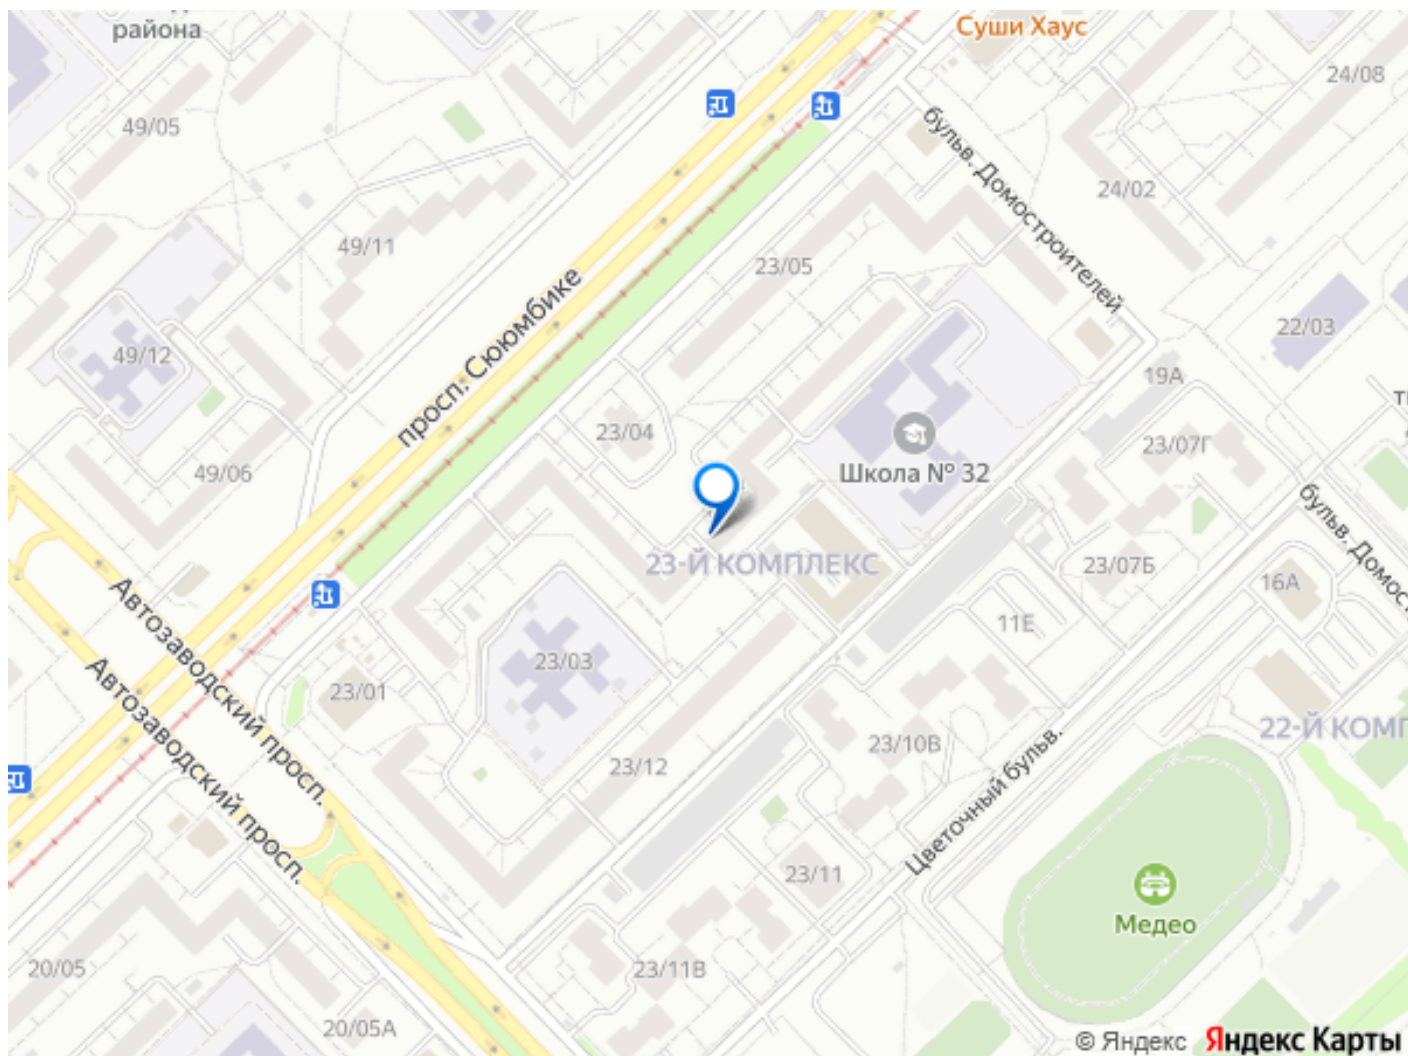 района
Суши Хаус
24/08
49/05
бульв. Домостроителей
24/02
49/11
23/05
просп. Сююмбике
22/03
49/12
19А
23/04
23/07Г
49/06
Школа № 32
бульв. Домост
23-Й КОМПЛЕКС
23/07Б
16А
Автозаводский просп.
11Е
23/03
23/01
Автозаводский просп.
22-Й КОМП
23/10В
23/12
Цветочный бульв.
23/11
Медео
20/05
23/11В
20/05А
© Яндекс Яндекс Карты